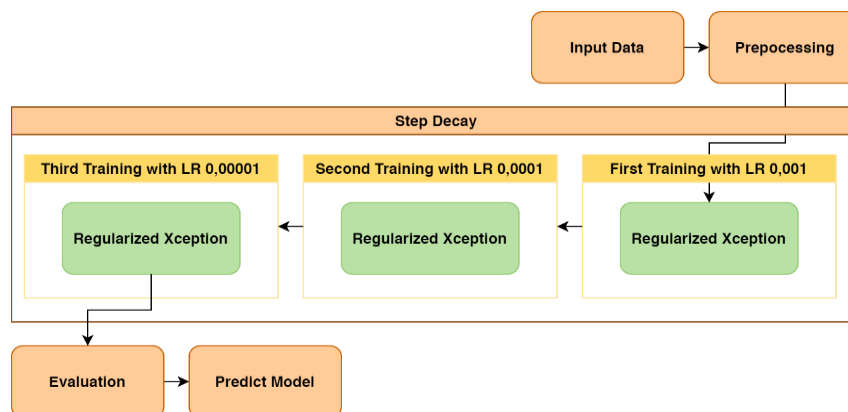 Input Data
Prepocessing
Step Decay
Third Training with LR 0,00001
Second Training with LR 0,0001
First Training with LR 0,001
Regularized Xception
Regularized Xception
Regularized Xception
Evaluation
Predict Model